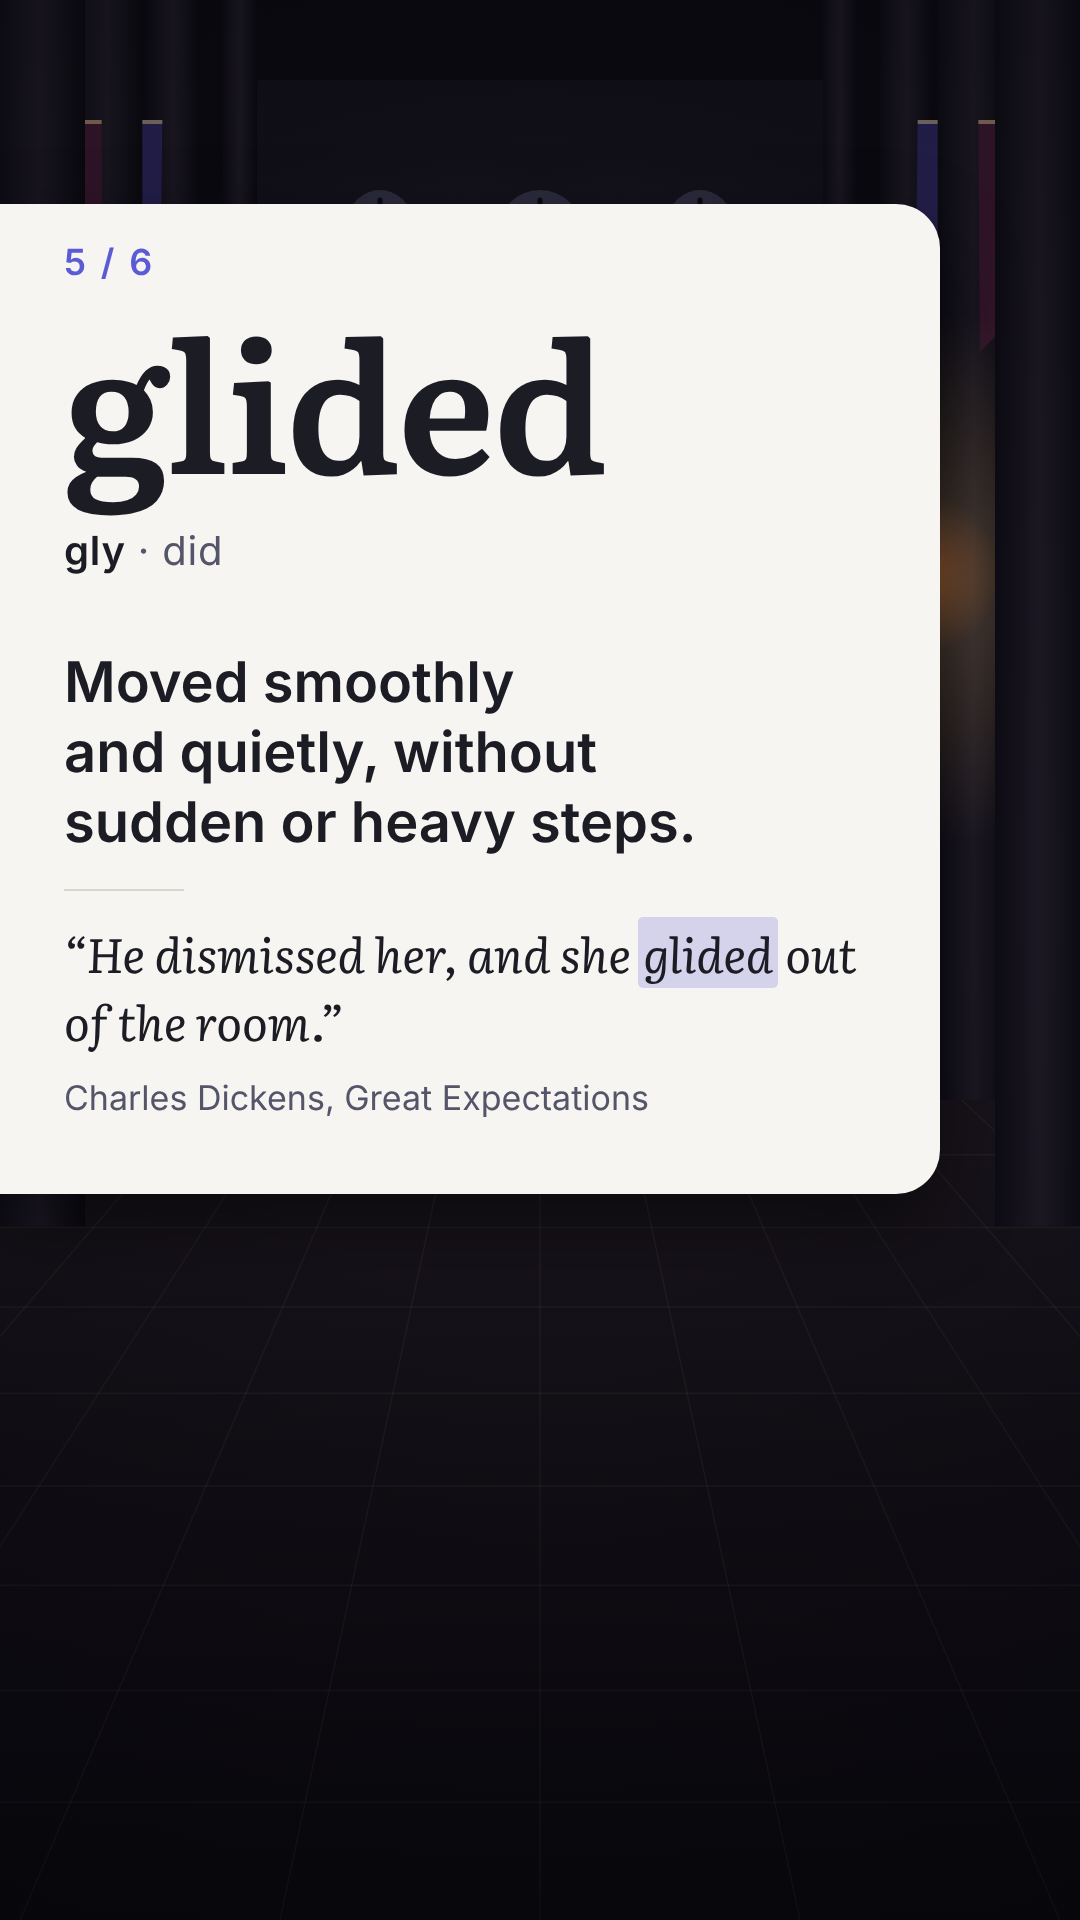 5 / 6
glided
gly · did
Moved smoothly
and quietly, without
sudden or heavy steps.
“He dismissed her, and she glided out
of the room.”
Charles Dickens, Great Expectations